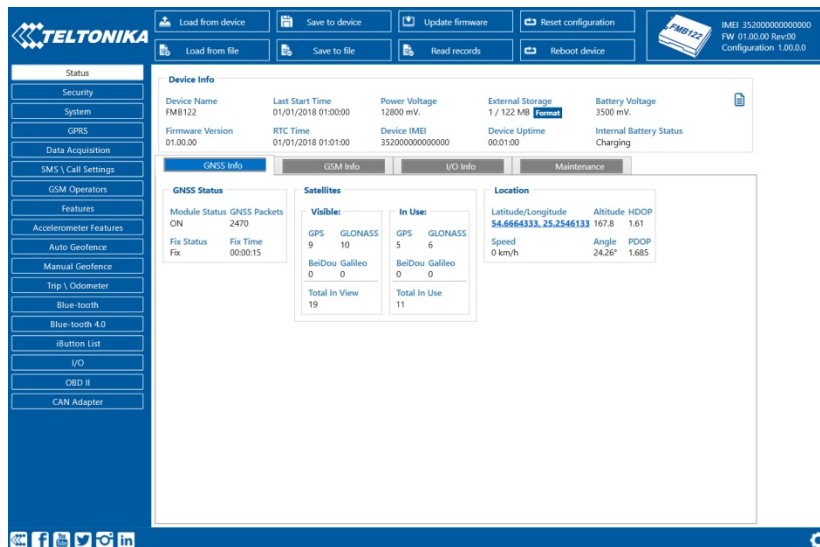 TELTONIKA
Load from device
Save to device
Update firmware
Reset configuration
Load from file
Save to file
Read records
Reboot device
FMB122
IMEI 352000000000000
FW 01.00.00 Rev:00
Configuration 1.00.0.0
Status
Security
System
GPRS
Data Acquisition
SMS \ Call Settings
GSM Operators
Features
Accelerometer Features
Auto Geofence
Manual Geofence
Trip \ Odometer
Blue-tooth
Blue-tooth 4.0
iButton List
I/O
OBD II
CAN Adapter
Device Info
Device Name Last Start Time Power Voltage External Storage Battery Voltage
FMB122 01/01/2018 01:00:00 12800 mV. 1 / 122 MB Format 3500 mV.
Firmware Version RTC Time Device IMEI Device Uptime Internal Battery Status
01.00.00 01/01/2018 01:01:00 352000000000000 00:01:00 Charging
GNSS Info GSM Info I/O Info Maintenance
GNSS Status
Module Status GNSS Packets
ON 2470
Fix Status Fix Time
Fix 00:00:15
Satellites
Visible:
GPS GLONASS
9 10
BeiDou Galileo
0 0
Total In View
19
In Use:
GPS GLONASS
5 6
BeiDou Galileo
0 0
Total In Use
11
Location
Latitude/Longitude Altitude HDOP
54.6664333, 25.2546133 167.8 1.61
Speed Angle PDOP
0 km/h 24.26° 1.685